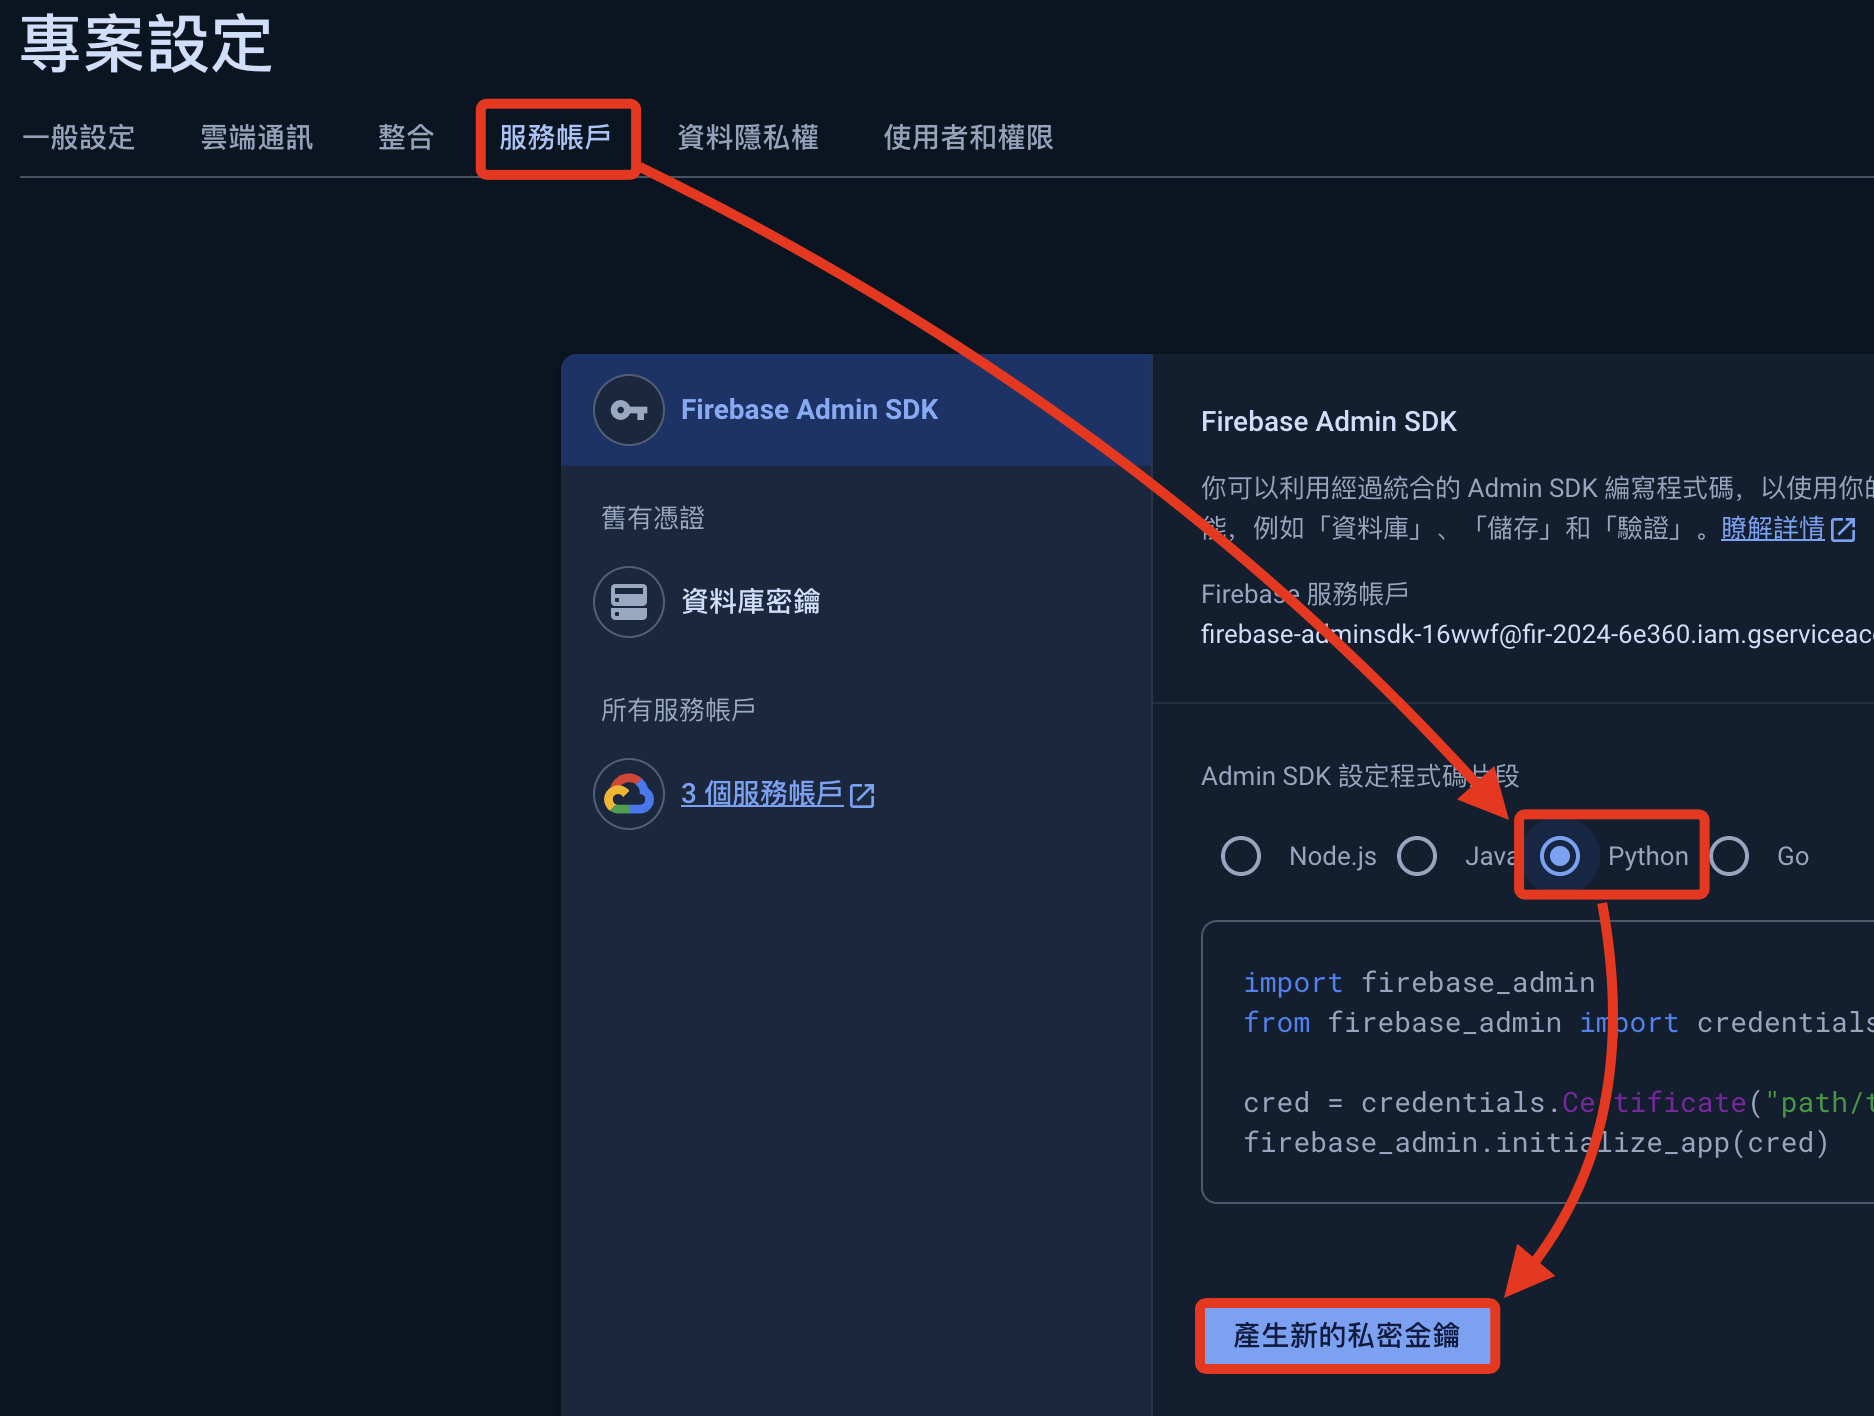 專案設定
一般設定 雲端通訊 整合 服務帳戶 資料隱私權 使用者和權限
Firebase Admin SDK
舊有憑證
資料庫密鑰
所有服務帳戶
3 個服務帳戶
Firebase Admin SDK
你可以利用經過統合的 Admin SDK 編寫程式碼，以使用你的
能，例如「資料庫」、「儲存」和「驗證」。瞭解詳情
Firebase 服務帳戶
firebase-adminsdk-16wwf@fir-2024-6e360.iam.gserviceac
Admin SDK 設定程式碼片段
Node.js Java Python Go
import firebase_admin
from firebase_admin import credentials
cred = credentials.Certificate("path/t
firebase_admin.initialize_app(cred)
產生新的私密金鑰